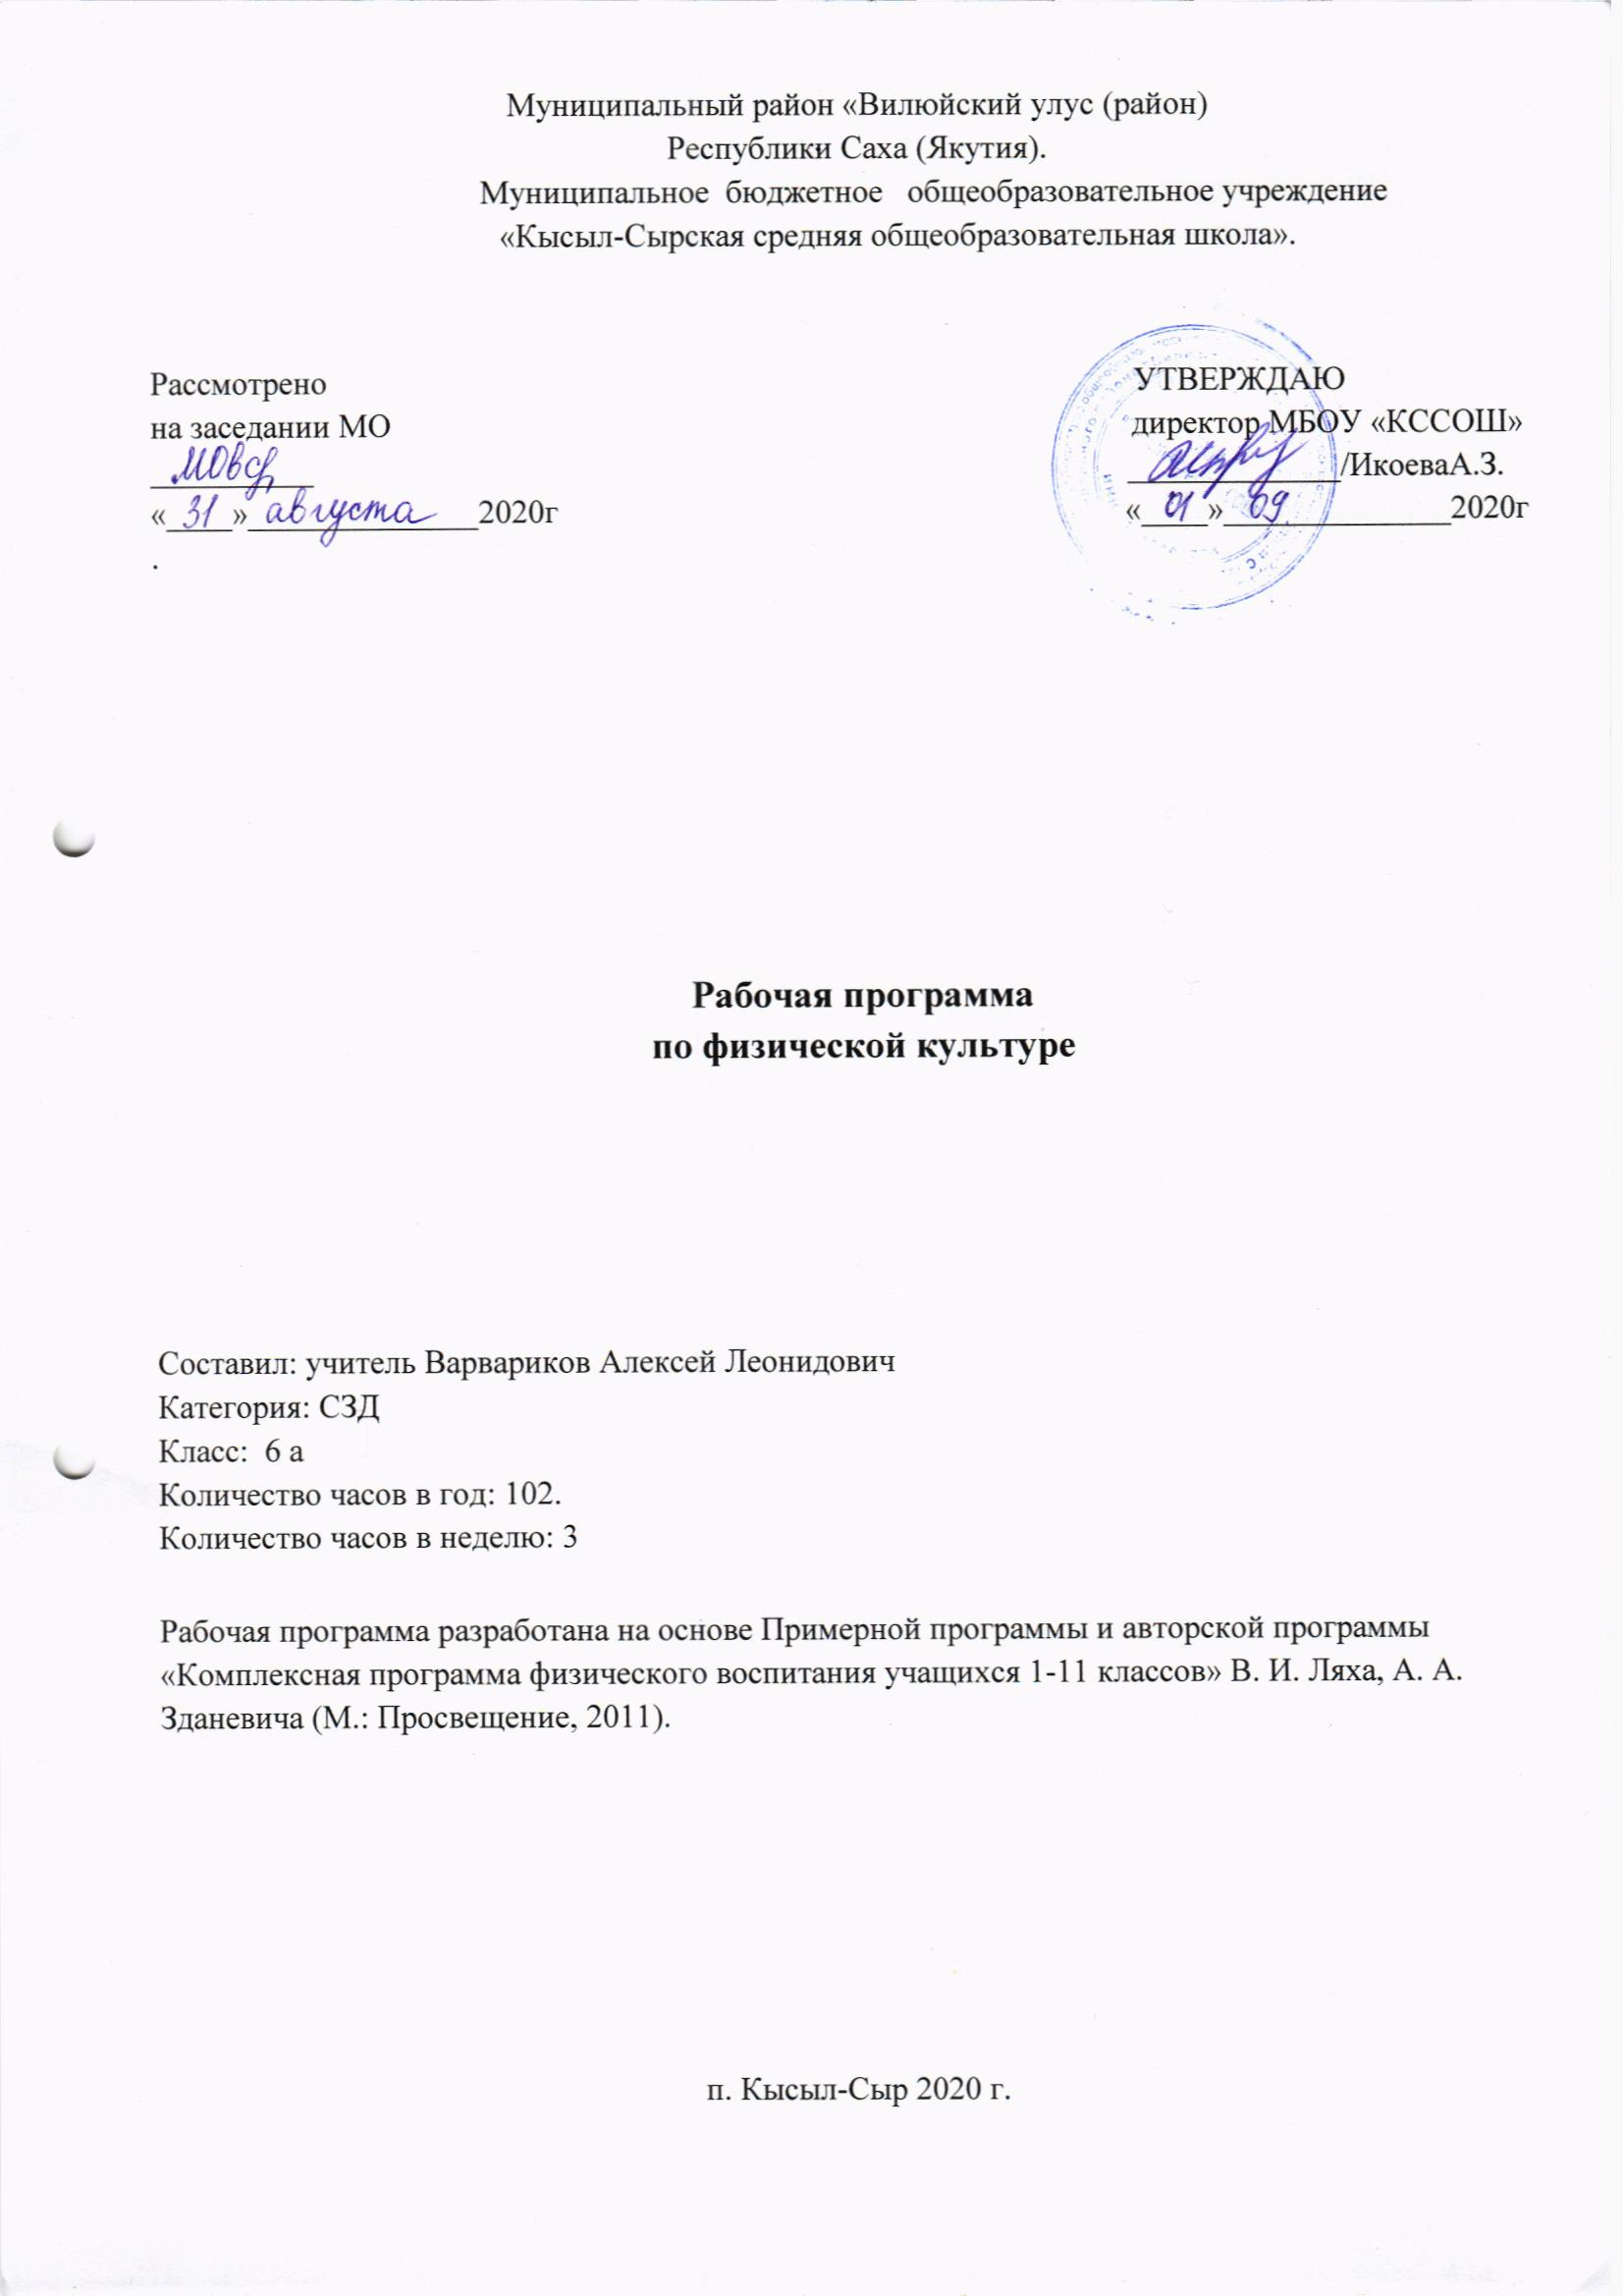 Муниципальный район «Вилюйский улус (район)
Республики Саха (Якутия).
Муниципальное бюджетное общеобразовательное учреждение
«Кысыл-Сырская средняя общеобразовательная школа».
Рассмотрено
на заседании МО
«31» августа 2020г
.
УТВЕРЖДАЮ
директор МБОУ «КССОШ»
/ИкоеваА.З.
«01» 09 2020г
Рабочая программа
по физической культуре
Составил: учитель Варвариков Алексей Леонидович
Категория: СЗД
Класс: 6 а
Количество часов в год: 102.
Количество часов в неделю: 3
Рабочая программа разработана на основе Примерной программы и авторской программы
«Комплексная программа физического воспитания учащихся 1-11 классов» В. И. Ляха, А. А.
Зданевича (М.: Просвещение, 2011).
п. Кысыл-Сыр 2020 г.